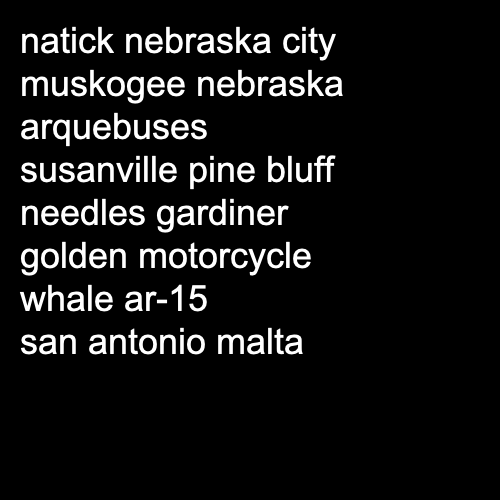 natick nebraska city
muskogee nebraska
arquebuses
susanville pine bluff
needles gardiner
golden motorcycle
whale ar-15
san antonio malta